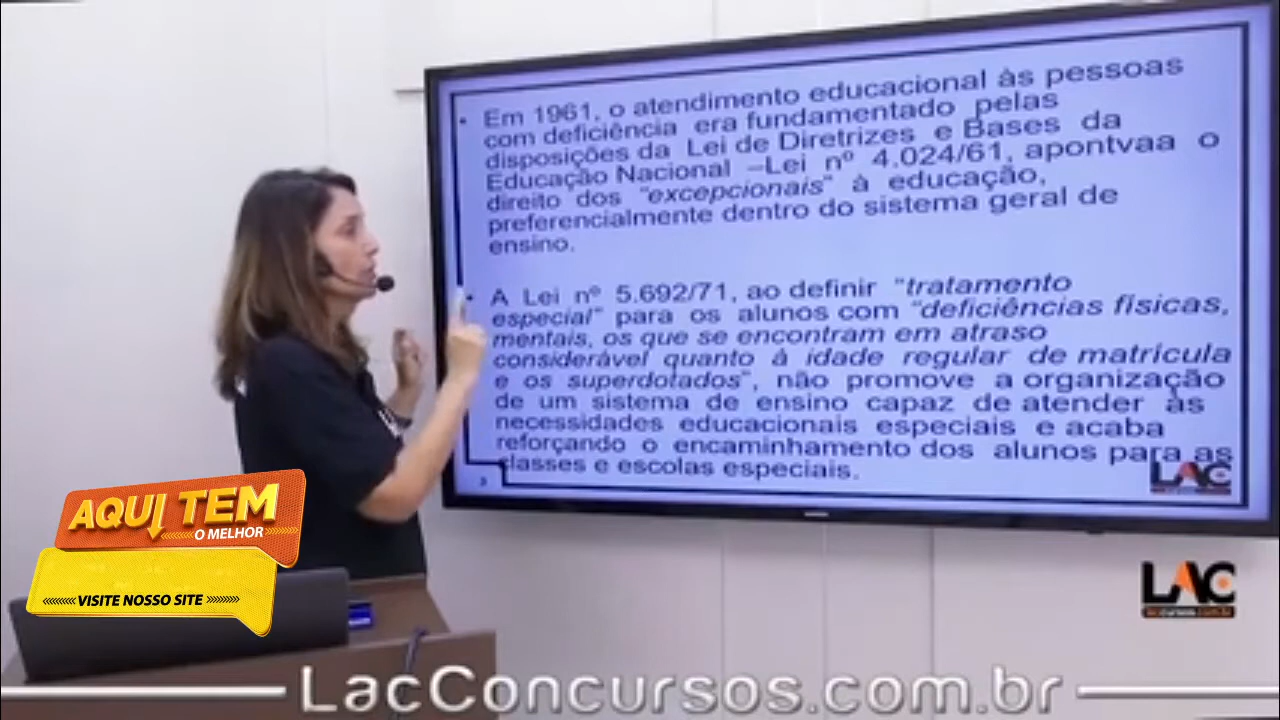 • Em 1961, o atendimento educacional às pessoas
com deficiência era fundamentado pelas
disposições da Lei de Diretrizes e Bases da
Educação Nacional –Lei nº 4.024/61, apontvaa o
direito dos "excepcionais" à educação,
preferencialmente dentro do sistema geral de
ensino.
• A Lei nº 5.692/71, ao definir "tratamento
especial" para os alunos com "deficiências físicas,
mentais, os que se encontram em atraso
considerável quanto à idade regular de matrícula
e os superdotados", não promove a organização
de um sistema de ensino capaz de atender às
necessidades educacionais especiais e acaba
reforçando o encaminhamento dos alunos para as
classes e escolas especiais.
3
LAC
AQUI TEM
O MELHOR
VISITE NOSSO SITE
LAC
lacconcursos.com.br
LacConcursos.com.br